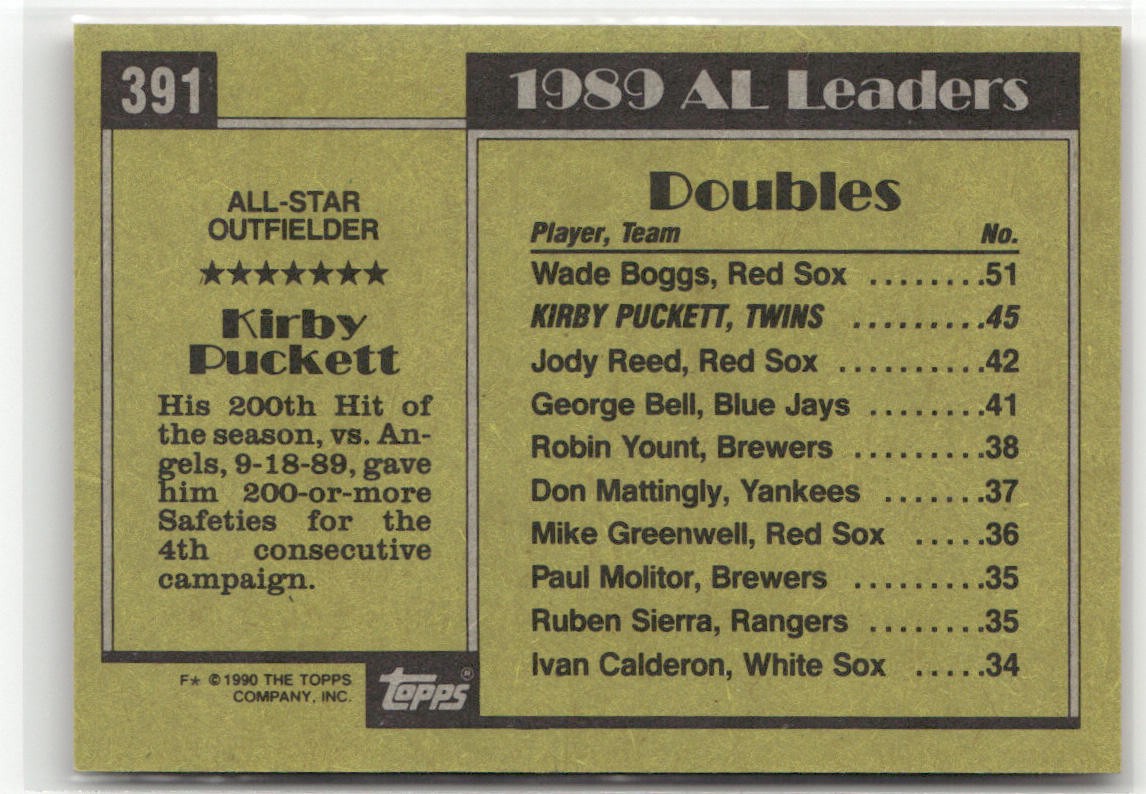 391
ALL-STAR
OUTFIELDER
★★★★★★★
Kirby
Puckett
His 200th Hit of
the season, vs. An-
gels, 9-18-89, gave
him 200-or-more
Safeties for the
4th consecutive
campaign.
F★ ©1990 THE TOPPS
COMPANY, INC.
topps®
1989 AL Leaders
Doubles
Player, Team No.
Wade Boggs, Red Sox ........51
KIRBY PUCKETT, TWINS .........45
Jody Reed, Red Sox ..........42
George Bell, Blue Jays ........41
Robin Yount, Brewers .........38
Don Mattingly, Yankees .......37
Mike Greenwell, Red Sox .....36
Paul Molitor, Brewers .........35
Ruben Sierra, Rangers ........35
Ivan Calderon, White Sox .....34